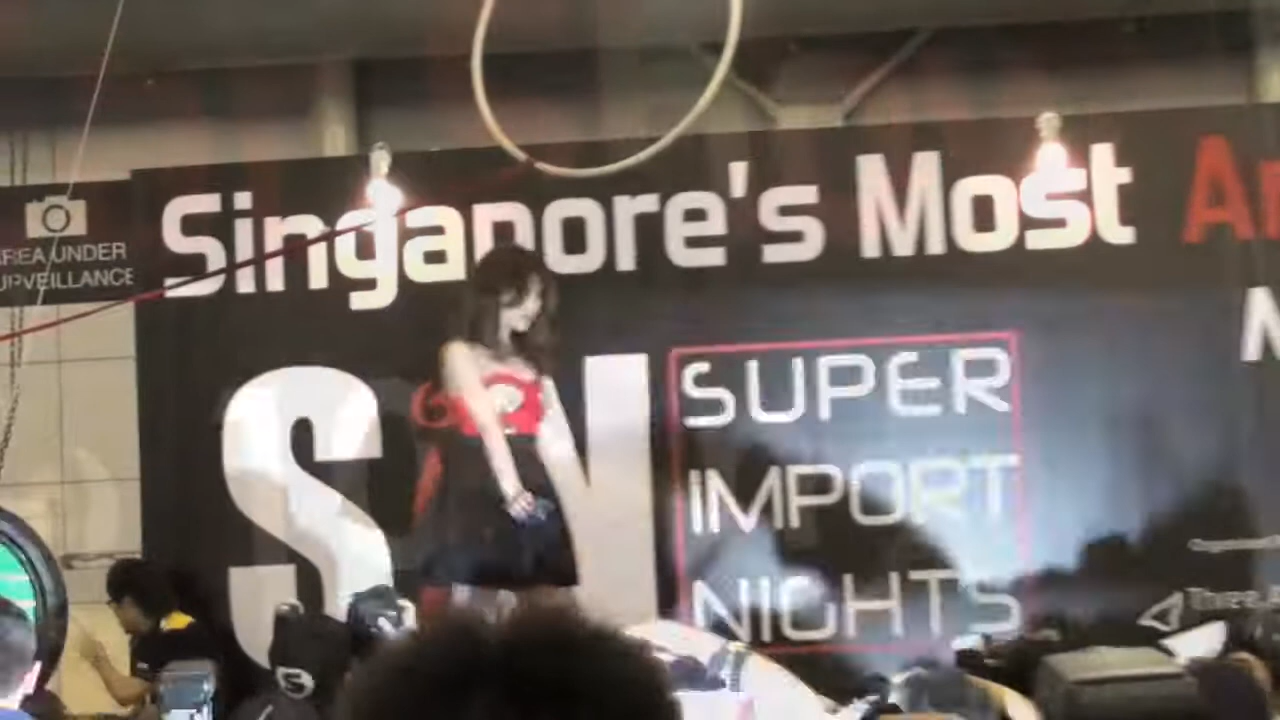 Singapore's Most
AREA UNDER
SURVEILLANCE
S
SUPER
IMPORT
NIGHTS